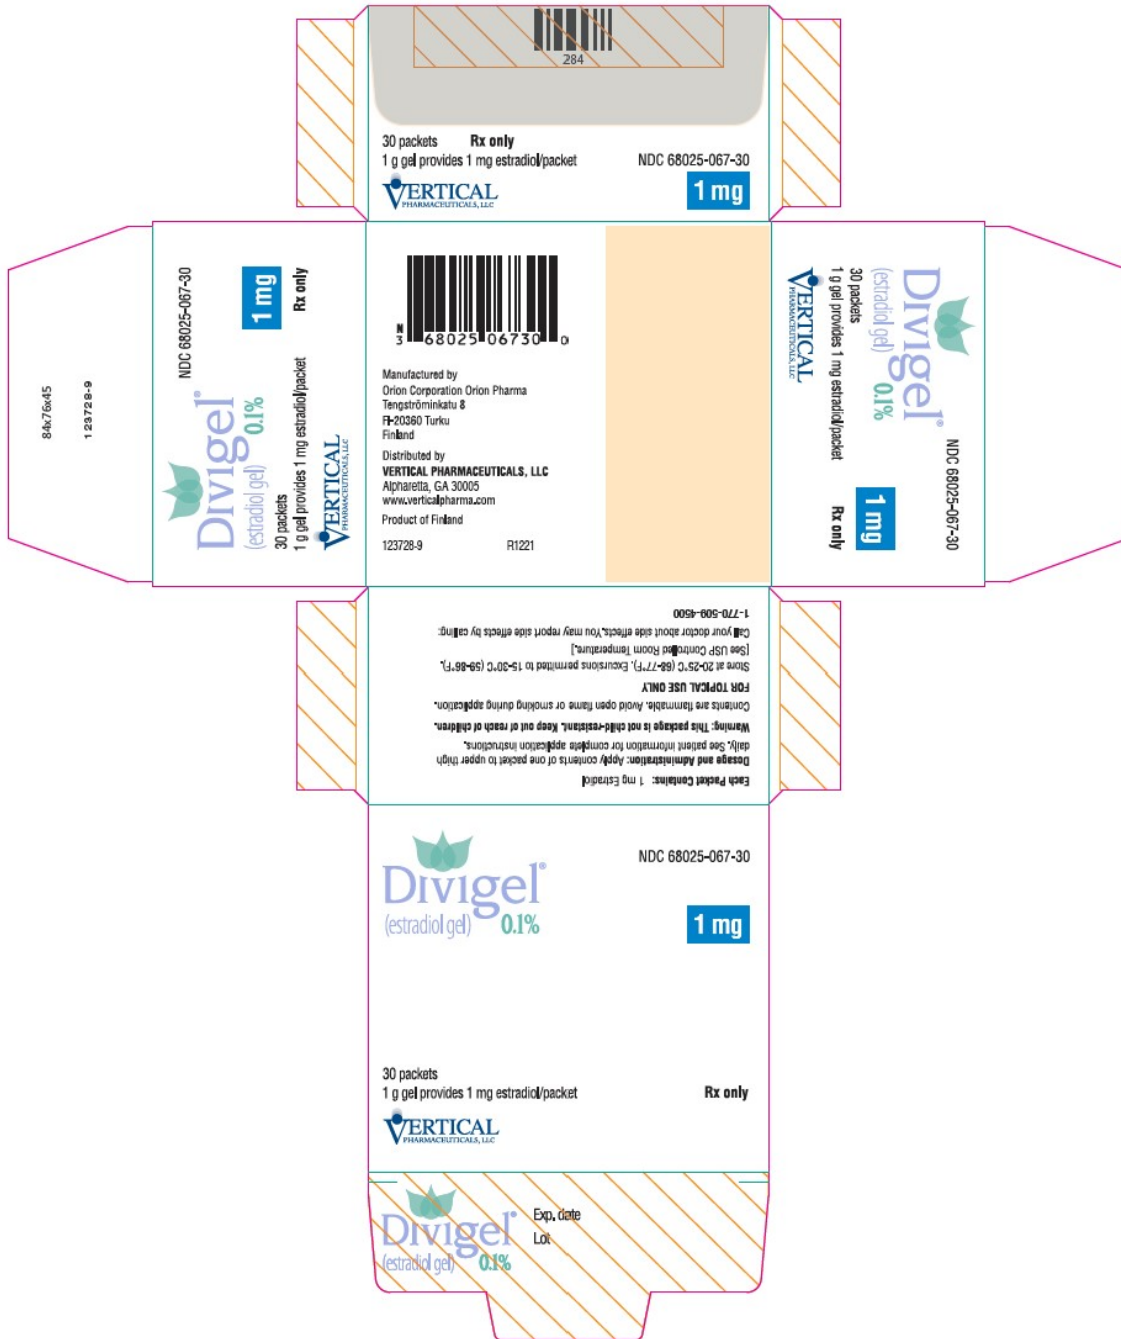 284
30 packets Rx only
1 g gel provides 1 mg estradiol/packet NDC 68025-067-30
VERTICAL
PHARMACEUTICALS, LLC
1 mg
84x76x45
123728-9
NDC 68025-067-30
1 mg
Rx only
Divigel®
(estradiol gel) 0.1%
30 packets
1 g gel provides 1 mg estradiol/packet
VERTICAL
PHARMACEUTICALS, LLC
N
3 68025 06730 0
Manufactured by
Orion Corporation Orion Pharma
Tengströminkatu 8
FI-20360 Turku
Finland
Distributed by
VERTICAL PHARMACEUTICALS, LLC
Alpharetta, GA 30005
www.verticalpharma.com
Product of Finland
123728-9 R1221
Divigel®
(estradiol gel) 0.1%
30 packets
1 g gel provides 1 mg estradiol/packet
VERTICAL
PHARMACEUTICALS, LLC
NDC 68025-067-30
1 mg
Rx only
Each Packet Contains: 1 mg Estradiol
Dosage and Administration: Apply contents of one packet to upper thigh
daily. See patient information for complete application instructions.
Warning: This package is not child-resistant. Keep out of reach of children.
Contents are flammable. Avoid open flame or smoking during application.
FOR TOPICAL USE ONLY
Store at 20-25°C (68-77°F). Excursions permitted to 15-30°C (59-86°F).
[See USP Controlled Room Temperature.]
Call your doctor about side effects. You may report side effects by calling:
1-770-509-4500
Divigel®
(estradiol gel) 0.1%
NDC 68025-067-30
1 mg
30 packets
1 g gel provides 1 mg estradiol/packet Rx only
VERTICAL
PHARMACEUTICALS, LLC
Divigel®
(estradiol gel) 0.1%
Exp. date
Lot